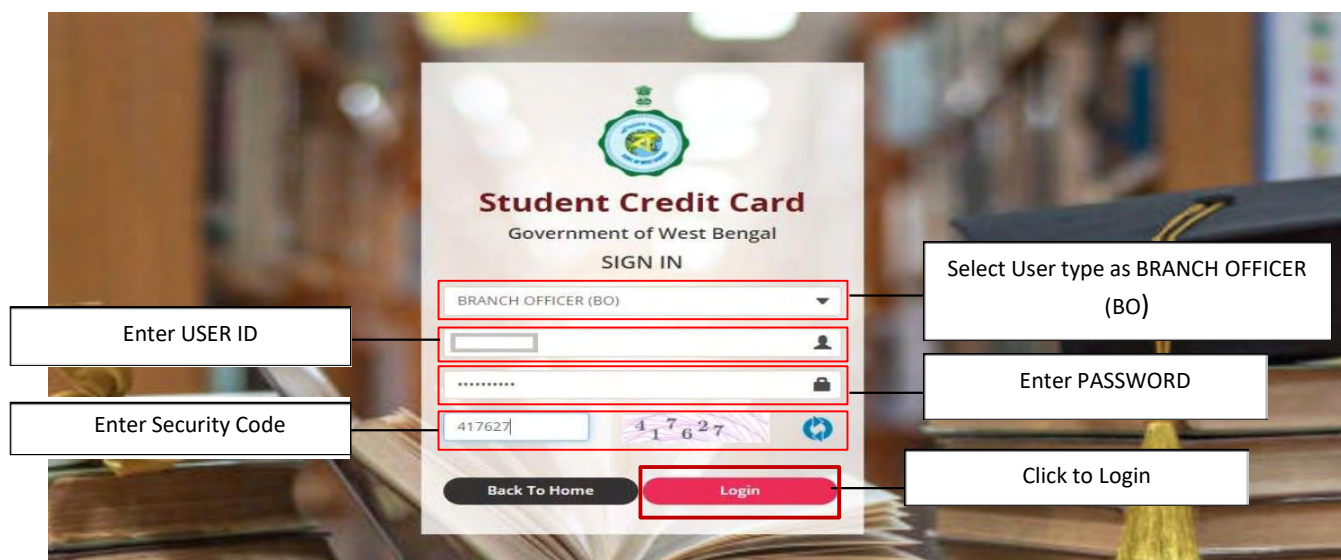 Student Credit Card
Government of West Bengal
SIGN IN
BRANCH OFFICER (BO)
Select User type as BRANCH OFFICER
(BO)
Enter USER ID
..........
Enter PASSWORD
Enter Security Code
417627
417627
Back To Home
Login
Click to Login